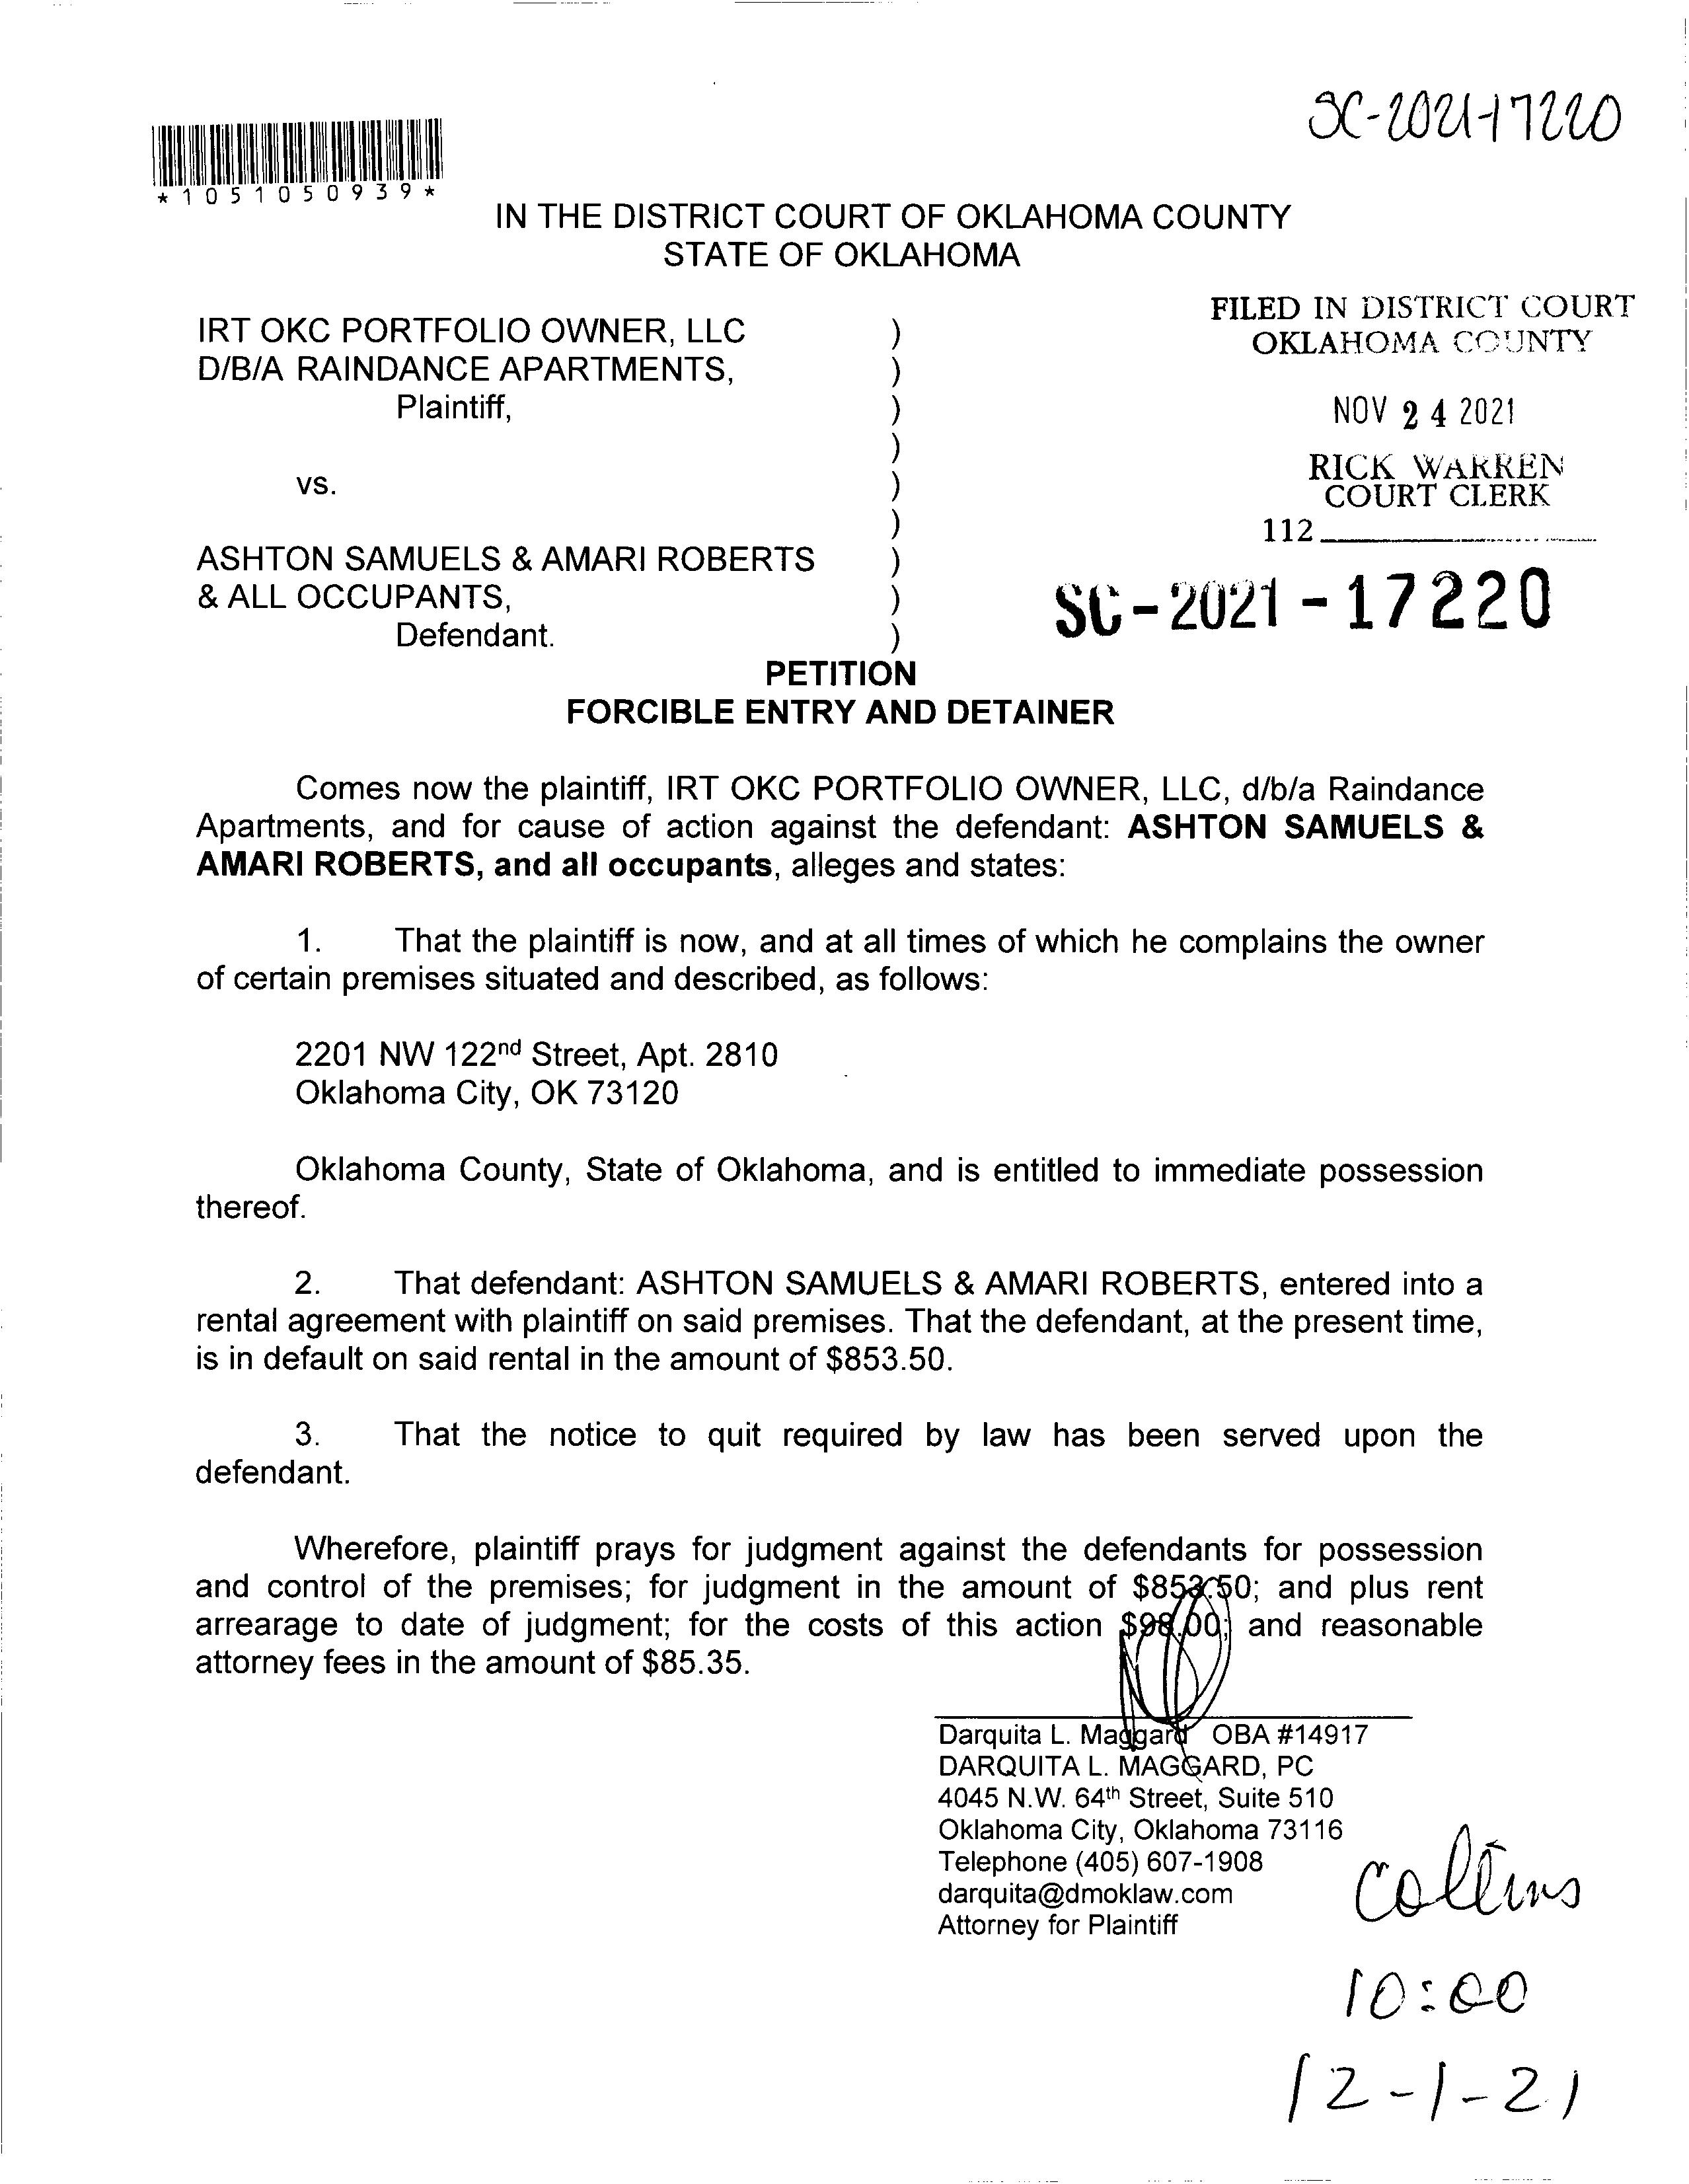 SC-2021-17220
*1051050939*
IN THE DISTRICT COURT OF OKLAHOMA COUNTY
STATE OF OKLAHOMA
FILED IN DISTRICT COURT
OKLAHOMA COUNTY
NOV 24 2021
RICK WARREN
COURT CLERK
112
SC-2021-17220
IRT OKC PORTFOLIO OWNER, LLC )
D/B/A RAINDANCE APARTMENTS, )
Plaintiff, )
)
vs. )
)
ASHTON SAMUELS & AMARI ROBERTS )
& ALL OCCUPANTS, )
Defendant. )
PETITION
FORCIBLE ENTRY AND DETAINER
Comes now the plaintiff, IRT OKC PORTFOLIO OWNER, LLC, d/b/a Raindance
Apartments, and for cause of action against the defendant: ASHTON SAMUELS &
AMARI ROBERTS, and all occupants, alleges and states:
1. That the plaintiff is now, and at all times of which he complains the owner
of certain premises situated and described, as follows:
2201 NW 122nd Street, Apt. 2810
Oklahoma City, OK 73120
Oklahoma County, State of Oklahoma, and is entitled to immediate possession
thereof.
2. That defendant: ASHTON SAMUELS & AMARI ROBERTS, entered into a
rental agreement with plaintiff on said premises. That the defendant, at the present time,
is in default on said rental in the amount of $853.50.
3. That the notice to quit required by law has been served upon the
defendant.
Wherefore, plaintiff prays for judgment against the defendants for possession
and control of the premises; for judgment in the amount of $853.50; and plus rent
arrearage to date of judgment; for the costs of this action $98.00; and reasonable
attorney fees in the amount of $85.35.
Darquita L. Maggard OBA #14917
DARQUITA L. MAGGARD, PC
4045 N.W. 64th Street, Suite 510
Oklahoma City, Oklahoma 73116
Telephone (405) 607-1908
darquita@dmoklaw.com
Attorney for Plaintiff
Collins
10:00
12-1-21